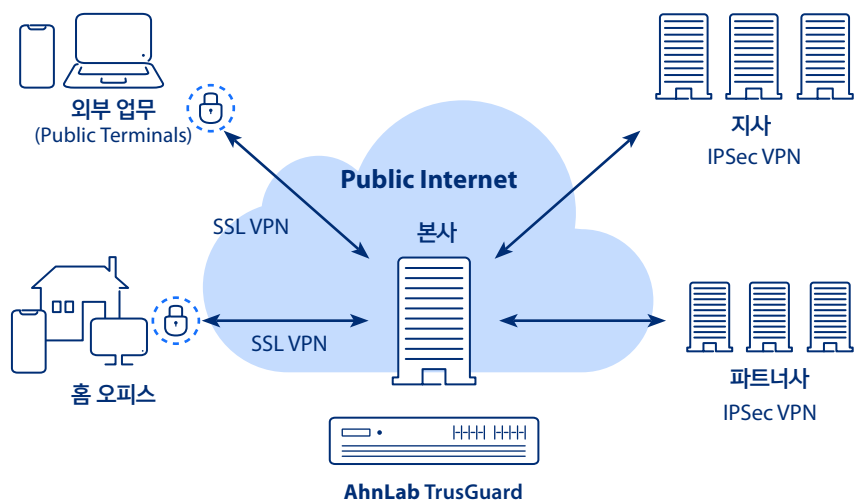 외부 업무
(Public Terminals)
지사
IPSec VPN
Public Internet
본사
SSL VPN
SSL VPN
홈 오피스
파트너사
IPSec VPN
AhnLab TrusGuard